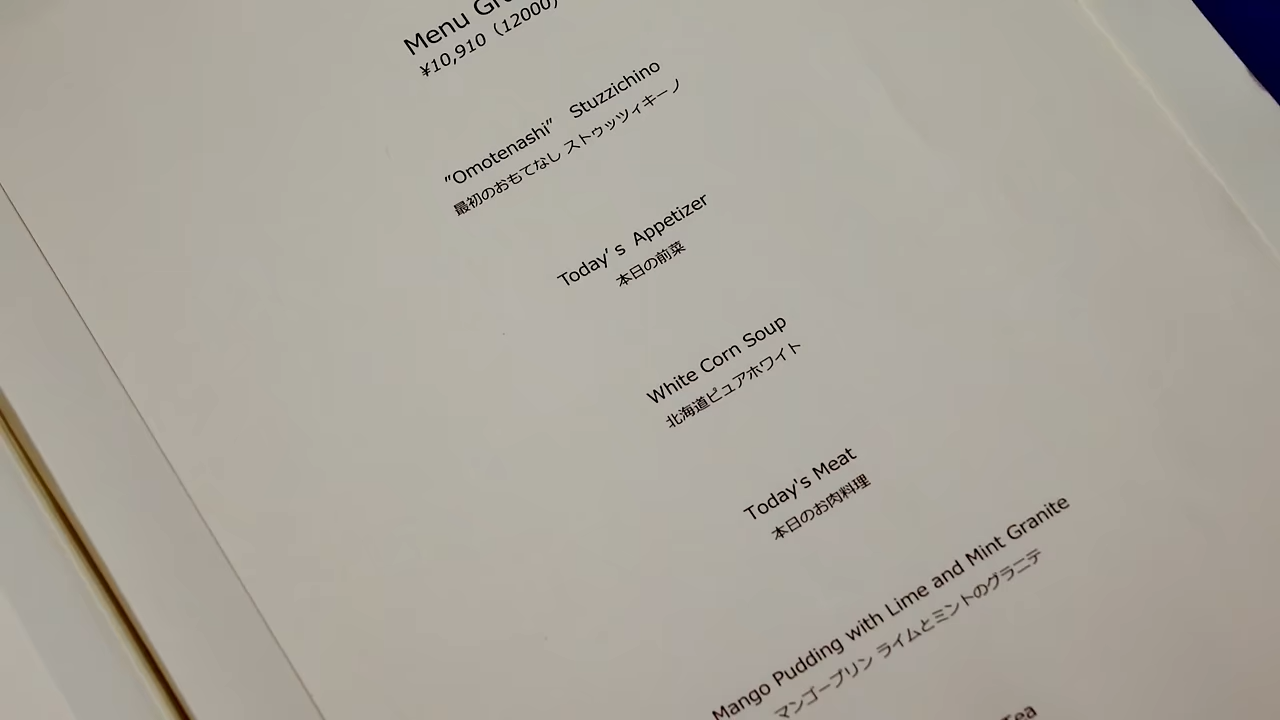 Menu
¥10,910（12000）
"Omotenashi" Stuzzichino
最初のおもてなし ストゥッツィキーノ
Today's Appetizer
本日の前菜
White Corn Soup
北海道ピュアホワイト
Today's Meat
本日のお肉料理
Mango Pudding with Lime and Mint Granite
マンゴープリン ライムとミントのグラニテ
Tea